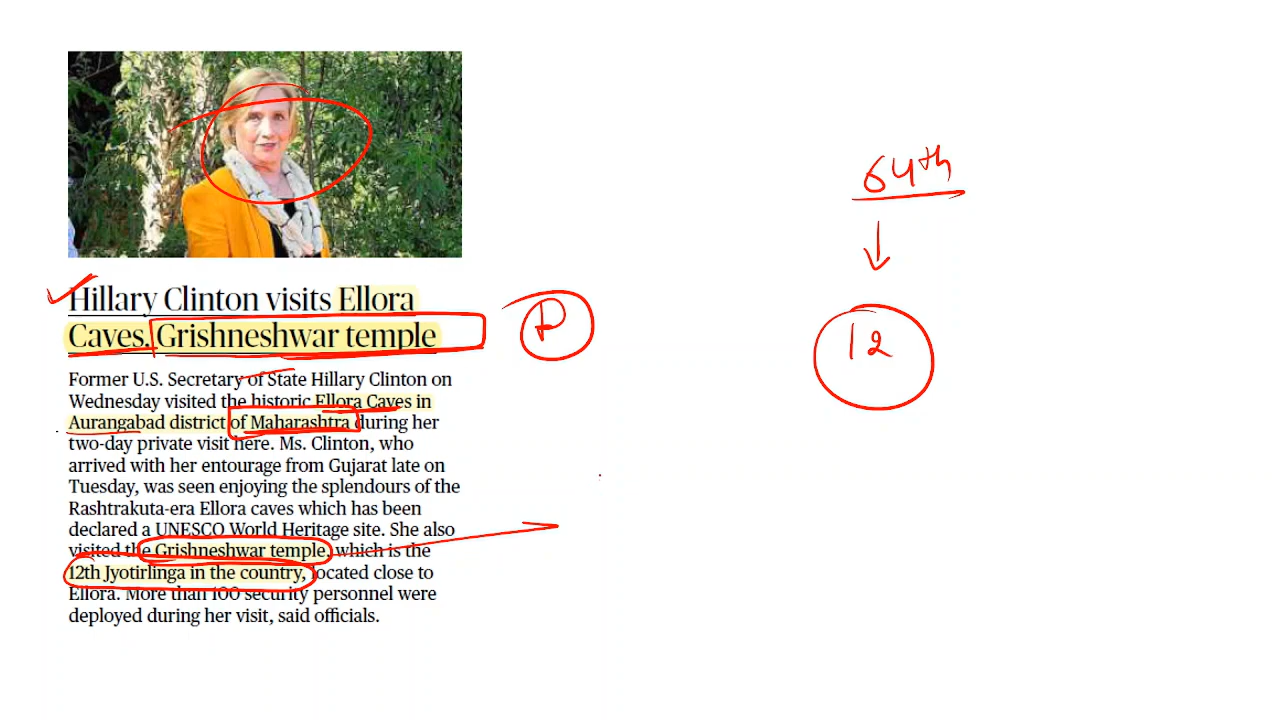 Hillary Clinton visits Ellora
Caves, Grishneshwar temple
Former U.S. Secretary of State Hillary Clinton on
Wednesday visited the historic Ellora Caves in
Aurangabad district of Maharashtra during her
two-day private visit here. Ms. Clinton, who
arrived with her entourage from Gujarat late on
Tuesday, was seen enjoying the splendours of the
Rashtrakuta-era Ellora caves which has been
declared a UNESCO World Heritage site. She also
visited the Grishneshwar temple, which is the
12th Jyotirlinga in the country, located close to
Ellora. More than 100 security personnel were
deployed during her visit, said officials.
P
64th
12